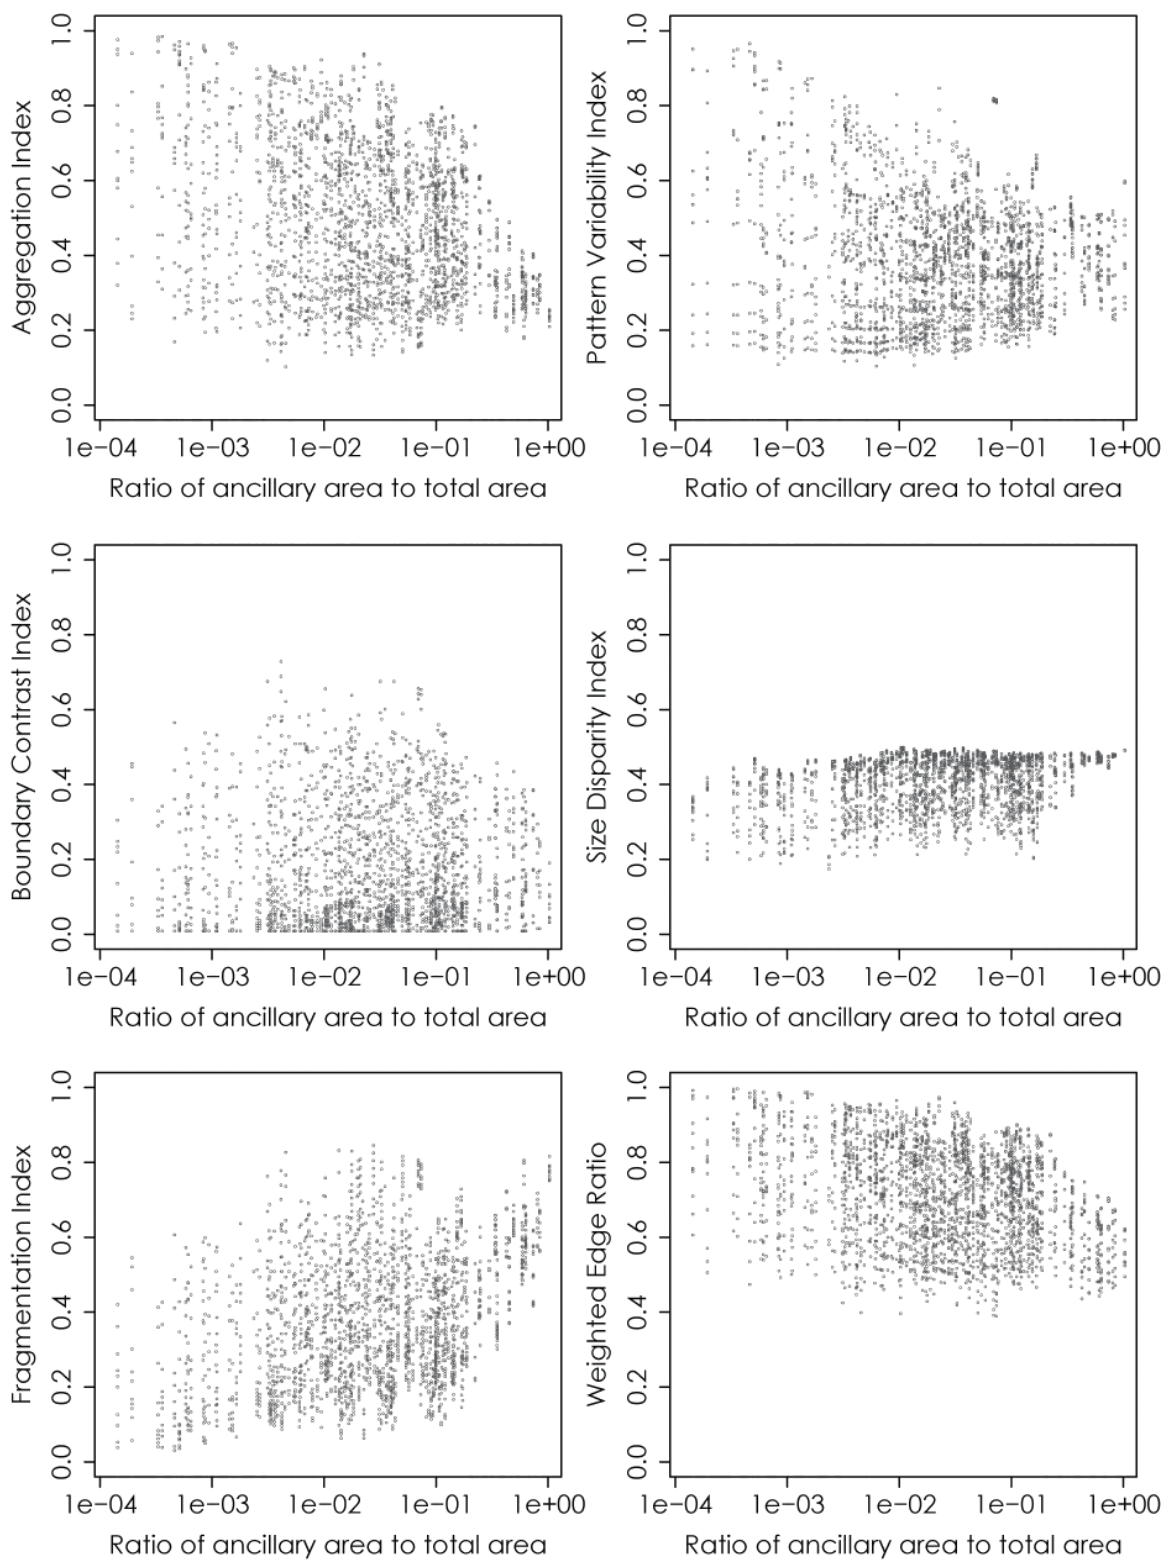 Aggregation Index
1.0
0.8
0.6
0.4
0.2
0.0
1e−04 1e−03 1e−02 1e−01 1e+00
Ratio of ancillary area to total area
Pattern Variability Index
1.0
0.8
0.6
0.4
0.2
0.0
1e−04 1e−03 1e−02 1e−01 1e+00
Ratio of ancillary area to total area
Boundary Contrast Index
1.0
0.8
0.6
0.4
0.2
0.0
1e−04 1e−03 1e−02 1e−01 1e+00
Ratio of ancillary area to total area
Size Disparity Index
1.0
0.8
0.6
0.4
0.2
0.0
1e−04 1e−03 1e−02 1e−01 1e+00
Ratio of ancillary area to total area
Fragmentation Index
1.0
0.8
0.6
0.4
0.2
0.0
1e−04 1e−03 1e−02 1e−01 1e+00
Ratio of ancillary area to total area
Weighted Edge Ratio
1.0
0.8
0.6
0.4
0.2
0.0
1e−04 1e−03 1e−02 1e−01 1e+00
Ratio of ancillary area to total area